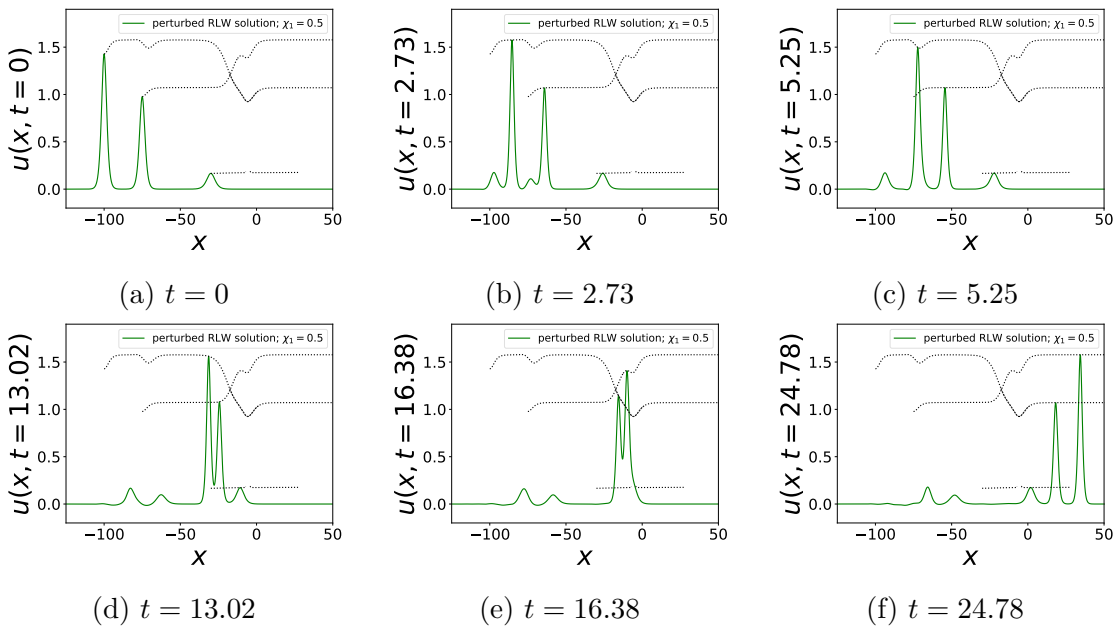 perturbed RLW solution; χ₁ = 0.5
u(x, t = 0)
1.5
1.0
0.5
0.0
−100 −50 0 50
x
(a) t = 0
perturbed RLW solution; χ₁ = 0.5
u(x, t = 2.73)
1.5
1.0
0.5
0.0
−100 −50 0 50
x
(b) t = 2.73
perturbed RLW solution; χ₁ = 0.5
u(x, t = 5.25)
1.5
1.0
0.5
0.0
−100 −50 0 50
x
(c) t = 5.25
perturbed RLW solution; χ₁ = 0.5
u(x, t = 13.02)
1.5
1.0
0.5
0.0
−100 −50 0 50
x
(d) t = 13.02
perturbed RLW solution; χ₁ = 0.5
u(x, t = 16.38)
1.5
1.0
0.5
0.0
−100 −50 0 50
x
(e) t = 16.38
perturbed RLW solution; χ₁ = 0.5
u(x, t = 24.78)
1.5
1.0
0.5
0.0
−100 −50 0 50
x
(f) t = 24.78